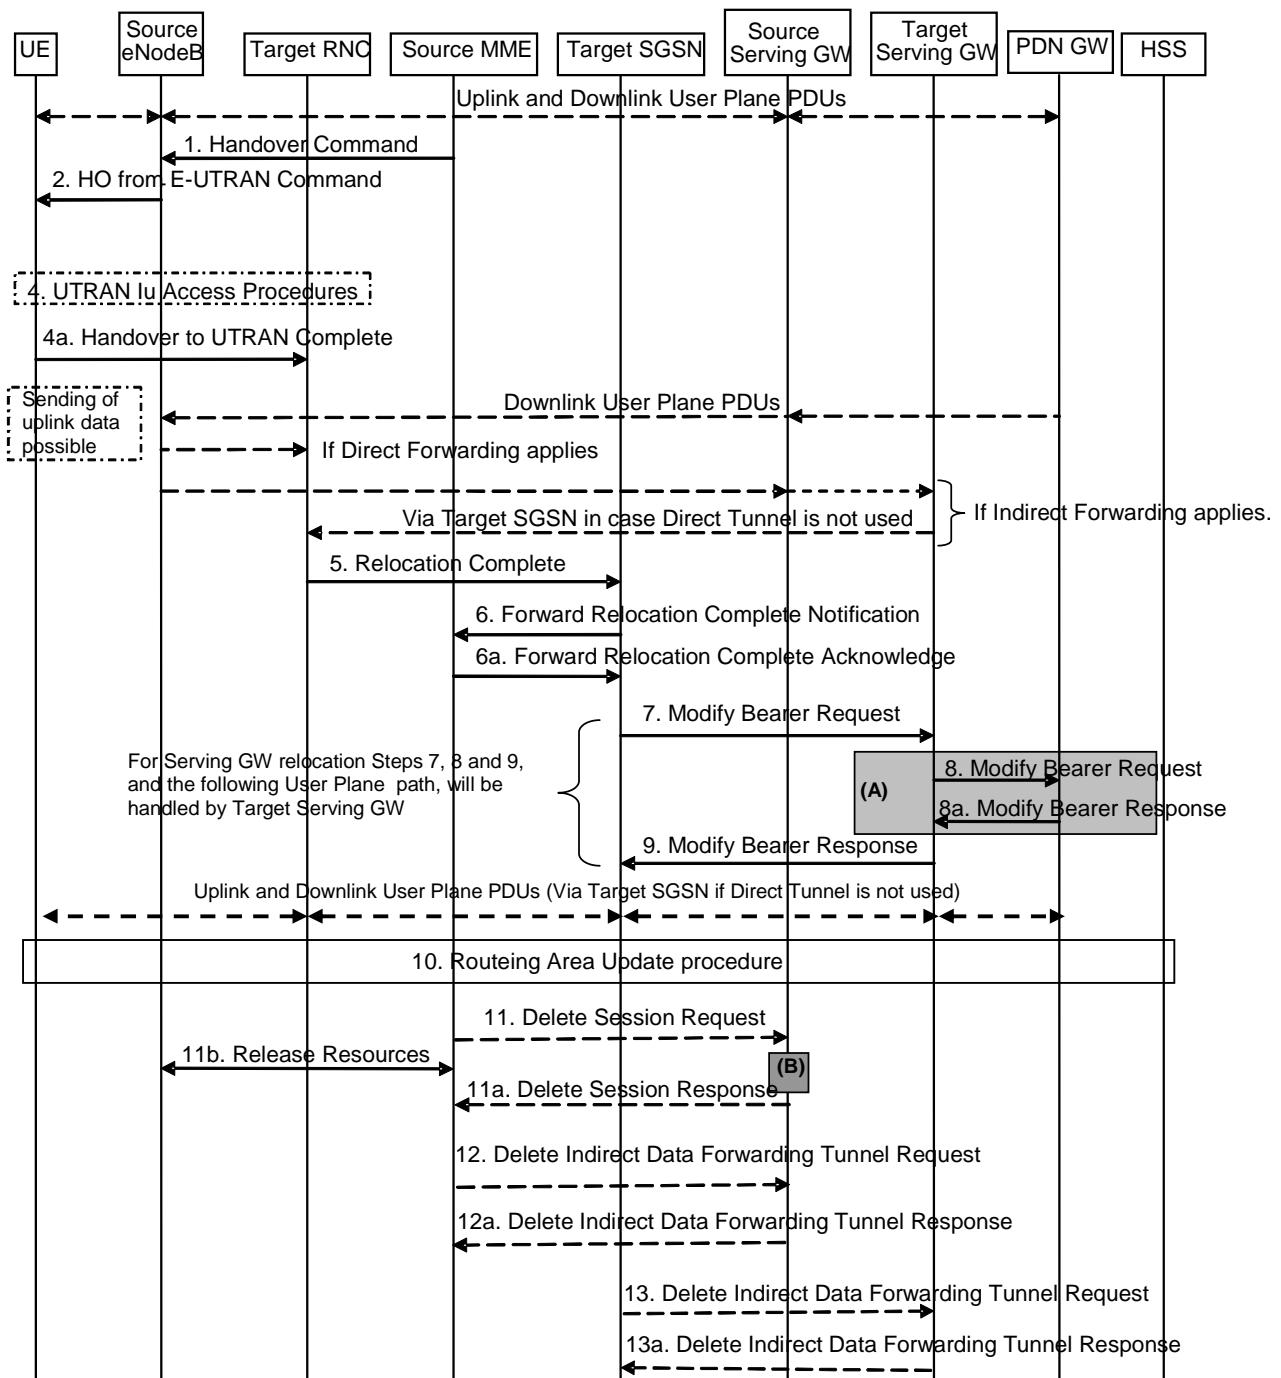 UE
Source
eNodeB
Target RNC
Source MME
Target SGSN
Source
Serving GW
Target
Serving GW
PDN GW
HSS
Uplink and Downlink User Plane PDUs
1. Handover Command
2. HO from E-UTRAN Command
4. UTRAN Iu Access Procedures
4a. Handover to UTRAN Complete
Sending of
uplink data
possible
Downlink User Plane PDUs
If Direct Forwarding applies
Via Target SGSN in case Direct Tunnel is not used
If Indirect Forwarding applies.
5. Relocation Complete
6. Forward Relocation Complete Notification
6a. Forward Relocation Complete Acknowledge
7. Modify Bearer Request
For Serving GW relocation Steps 7, 8 and 9,
and the following User Plane path, will be
handled by Target Serving GW
(A)
8. Modify Bearer Request
8a. Modify Bearer Response
9. Modify Bearer Response
Uplink and Downlink User Plane PDUs (Via Target SGSN if Direct Tunnel is not used)
10. Routeing Area Update procedure
11. Delete Session Request
11b. Release Resources
(B)
11a. Delete Session Response
12. Delete Indirect Data Forwarding Tunnel Request
12a. Delete Indirect Data Forwarding Tunnel Response
13. Delete Indirect Data Forwarding Tunnel Request
13a. Delete Indirect Data Forwarding Tunnel Response